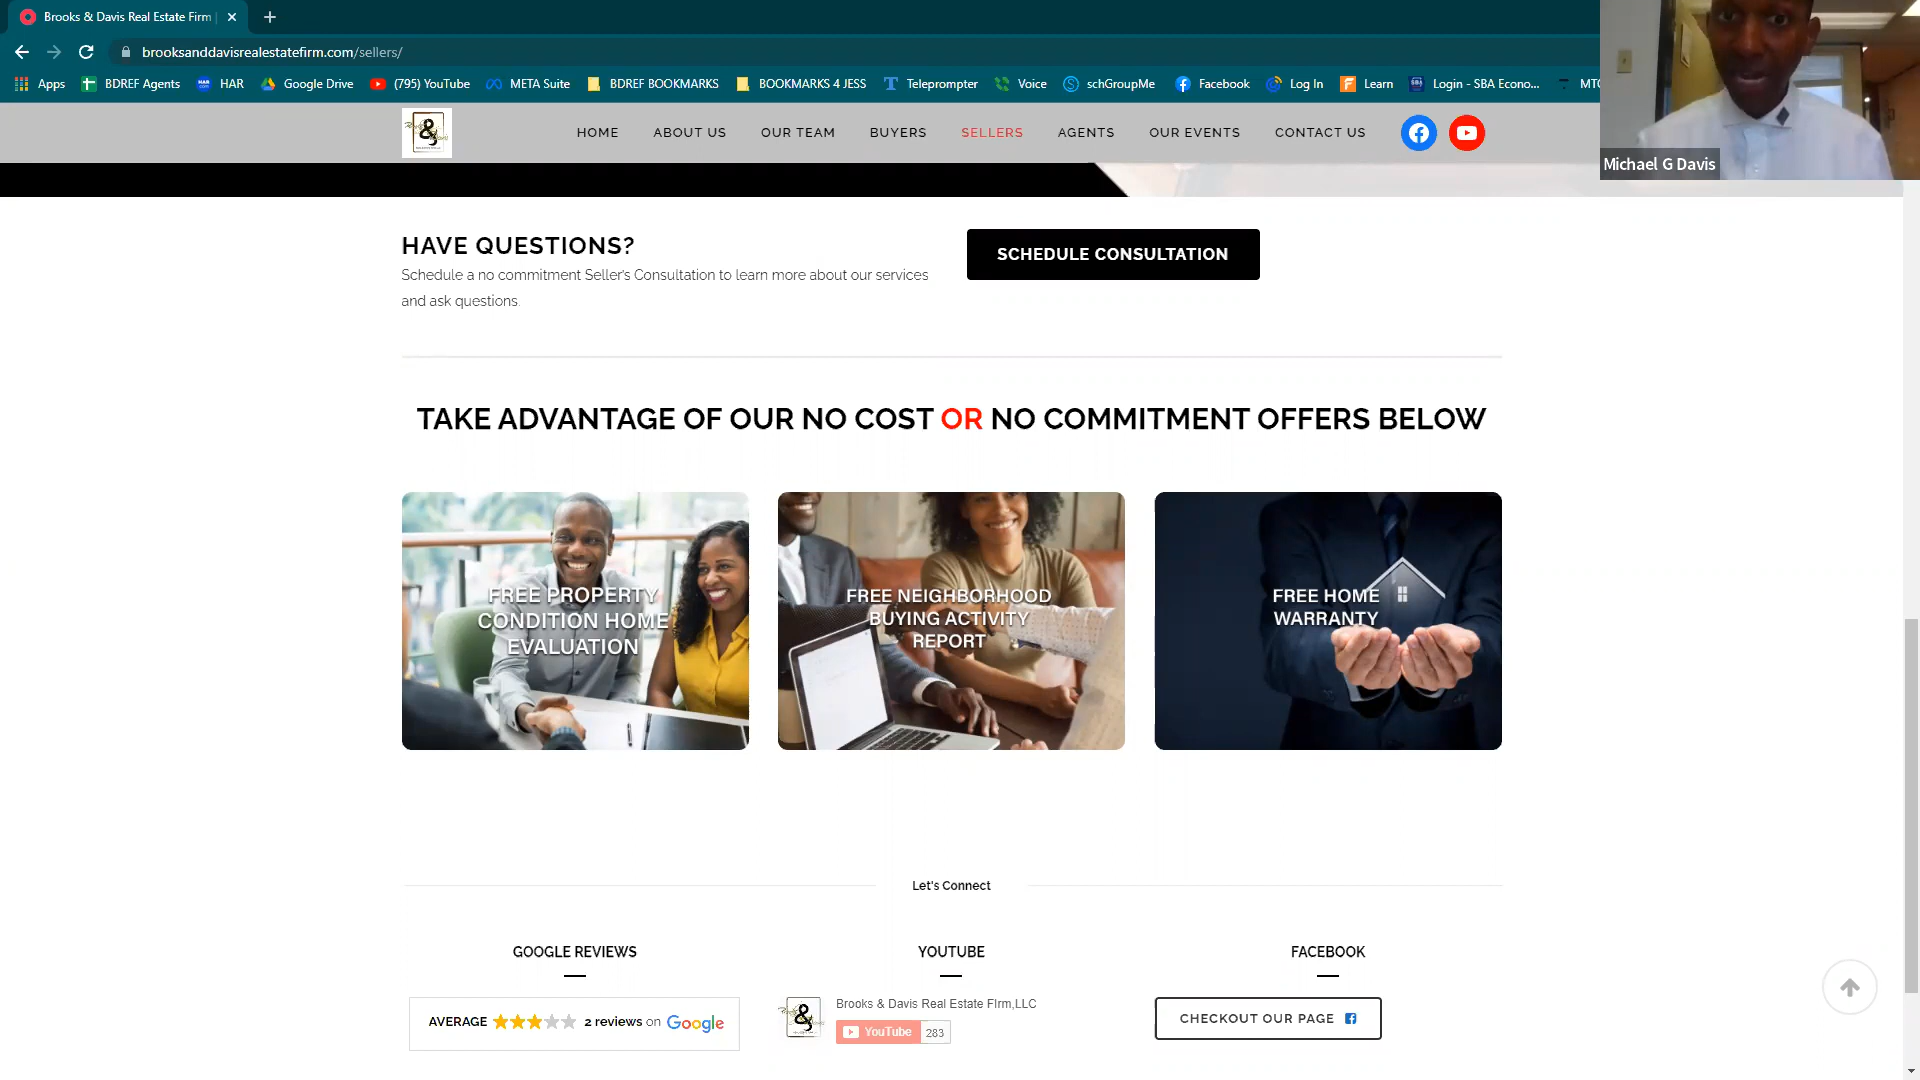 Brooks & Davis Real Estate Firm |
brooksanddavisrealestatefirm.com/sellers/
Apps
BDREF Agents
HAR
Google Drive
(795) YouTube
META Suite
BDREF BOOKMARKS
BOOKMARKS 4 JESS
Teleprompter
Voice
schGroupMe
Facebook
Log In
Learn
Login - SBA Econo...
Michael G Davis
HOME
ABOUT US
OUR TEAM
BUYERS
SELLERS
AGENTS
OUR EVENTS
CONTACT US
HAVE QUESTIONS?
Schedule a no commitment Seller's Consultation to learn more about our services
and ask questions.
SCHEDULE CONSULTATION
TAKE ADVANTAGE OF OUR NO COST OR NO COMMITMENT OFFERS BELOW
FREE PROPERTY
CONDITION HOME
EVALUATION
FREE NEIGHBORHOOD
BUYING ACTIVITY
REPORT
FREE HOME
WARRANTY
Let's Connect
GOOGLE REVIEWS
AVERAGE 2 reviews on Google
YOUTUBE
Brooks & Davis Real Estate FIrm,LLC
YouTube 283
FACEBOOK
CHECKOUT OUR PAGE